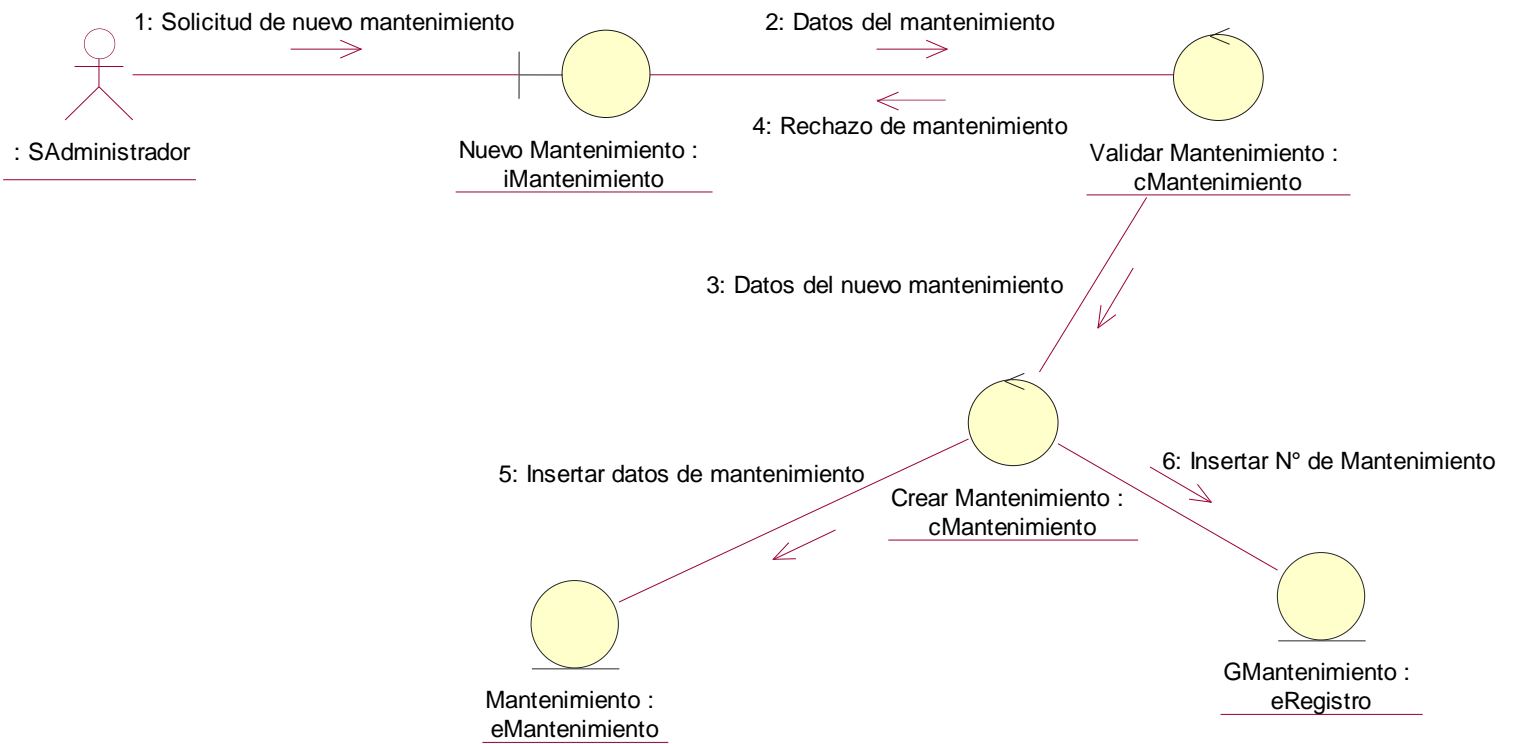 1: Solicitud de nuevo mantenimiento
2: Datos del mantenimiento
4: Rechazo de mantenimiento
: SAdministrador
Nuevo Mantenimiento :
iMantenimiento
Validar Mantenimiento :
cMantenimiento
3: Datos del nuevo mantenimiento
5: Insertar datos de mantenimiento
6: Insertar N° de Mantenimiento
Crear Mantenimiento :
cMantenimiento
Mantenimiento :
eMantenimiento
GMantenimiento :
eRegistro